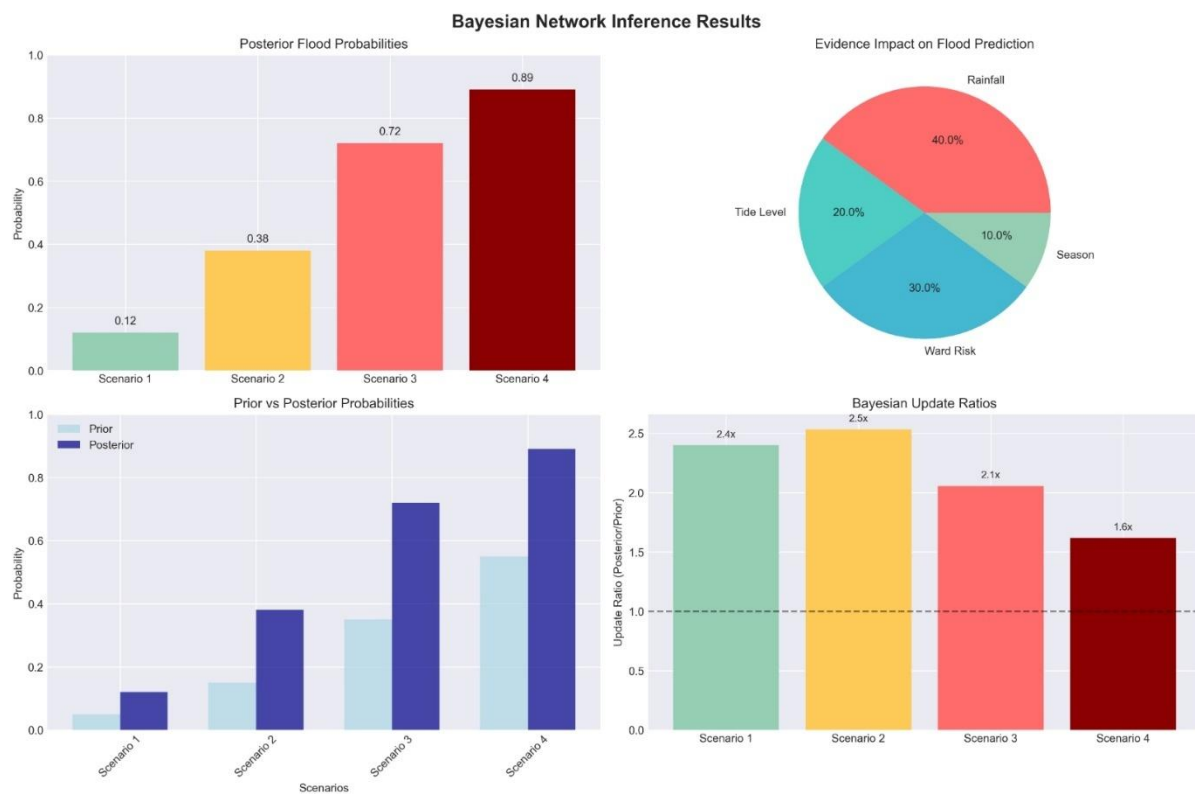 Bayesian Network Inference Results
Posterior Flood Probabilities
1.0
0.8
0.6
0.4
0.2
0.0
Probability
0.12
0.38
0.72
0.89
Scenario 1
Scenario 2
Scenario 3
Scenario 4
Evidence Impact on Flood Prediction
Rainfall
40.0%
Tide Level
20.0%
10.0%
Season
30.0%
Ward Risk
Prior vs Posterior Probabilities
1.0
0.8
0.6
0.4
0.2
0.0
Probability
Prior
Posterior
Scenario 1
Scenario 2
Scenario 3
Scenario 4
Scenarios
Bayesian Update Ratios
2.5
2.0
1.5
1.0
0.5
0.0
Update Ratio (Posterior/Prior)
2.4x
2.5x
2.1x
1.6x
Scenario 1
Scenario 2
Scenario 3
Scenario 4